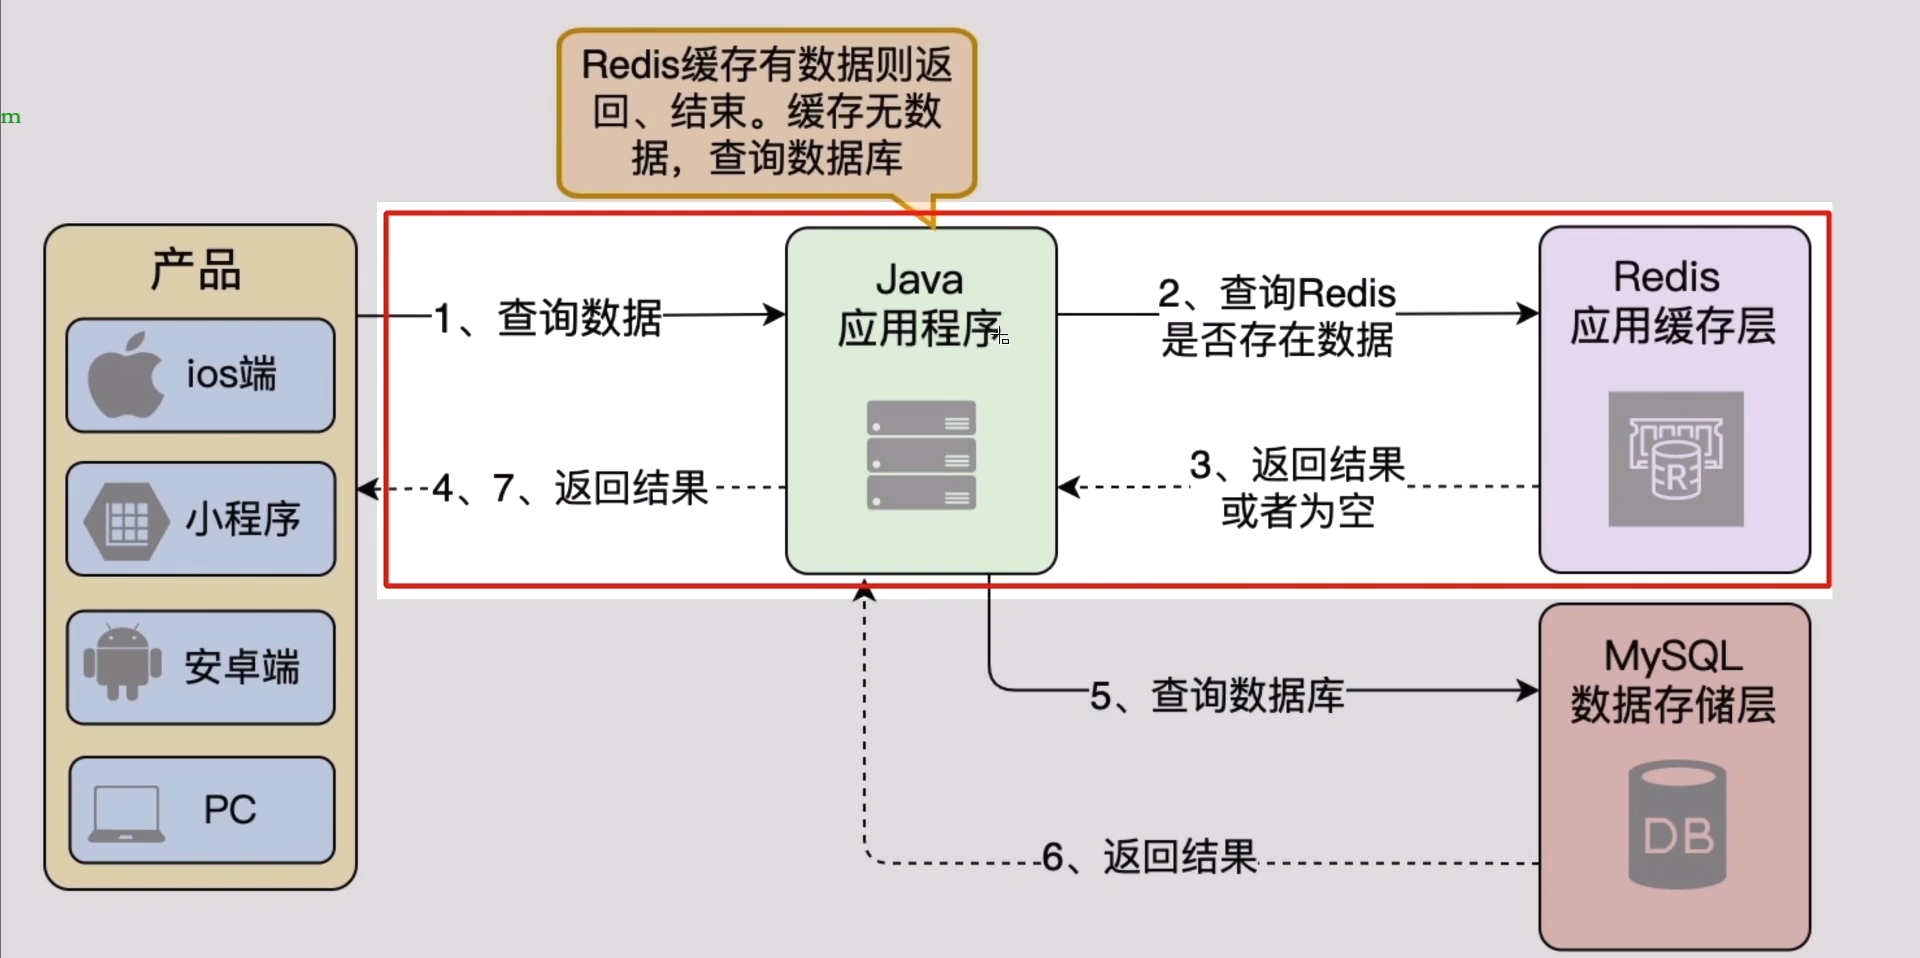 Redis缓存有数据则返
回、结束。缓存无数
据，查询数据库
m
产品
ios端
小程序
安卓端
PC
1、查询数据
Java
应用程序
2、查询Redis
是否存在数据
Redis
应用缓存层
R
3、返回结果
或者为空
4、7、返回结果
5、查询数据库
MySQL
数据存储层
DB
6、返回结果